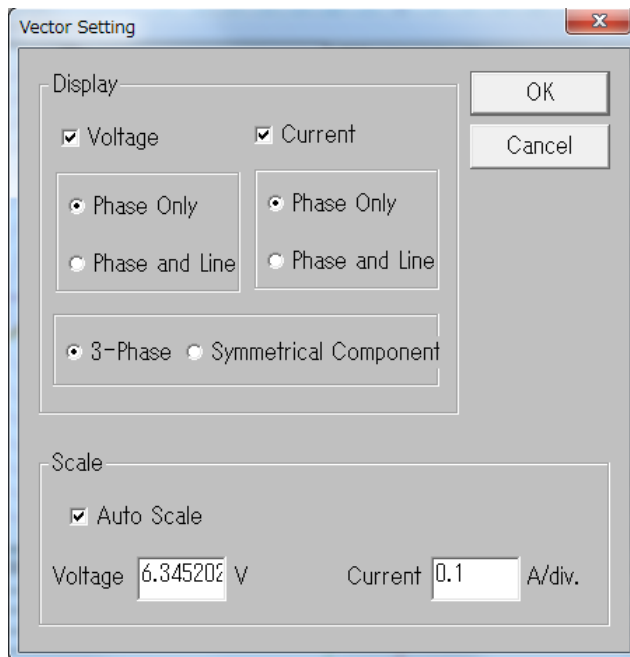 Vector Setting
Display
OK
Voltage
Current
Cancel
Phase Only
Phase Only
Phase and Line
Phase and Line
3-Phase
Symmetrical Component
Scale
Auto Scale
Voltage 6.345202 V
Current 0.1 A/div.